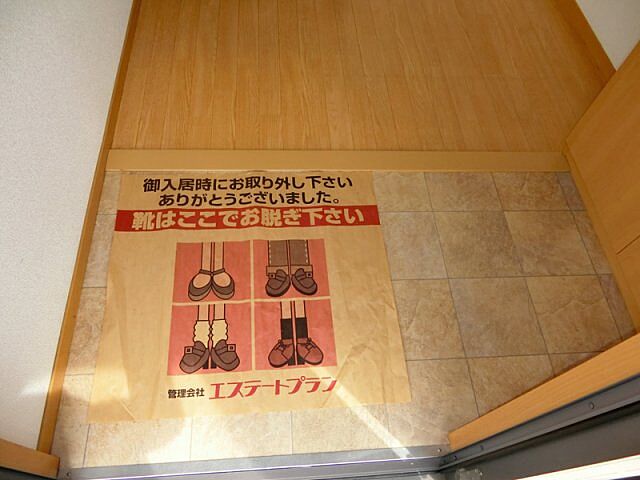 御入居時にお取り外し下さい
ありがとうございました。
靴はここでお脱ぎ下さい
管理会社 エステートプラン